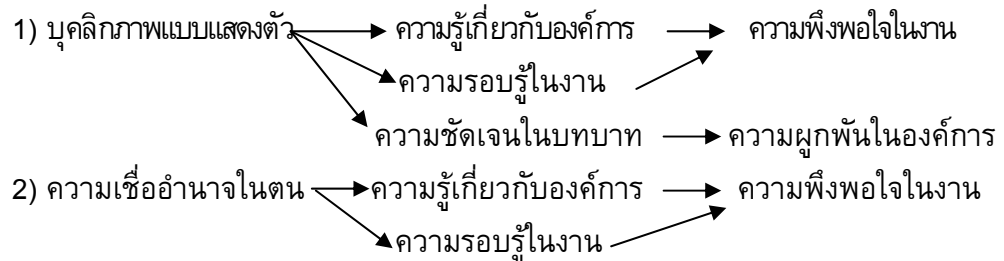 1) บุคลิกภาพแบบแสดงตัว ความรู้เกี่ยวกับองค์การ ความพึงพอใจในงาน
ความรอบรู้ในงาน
ความชัดเจนในบทบาท ความผูกพันในองค์การ
2) ความเชื่ออำนาจในตน ความรู้เกี่ยวกับองค์การ ความพึงพอใจในงาน
ความรอบรู้ในงาน